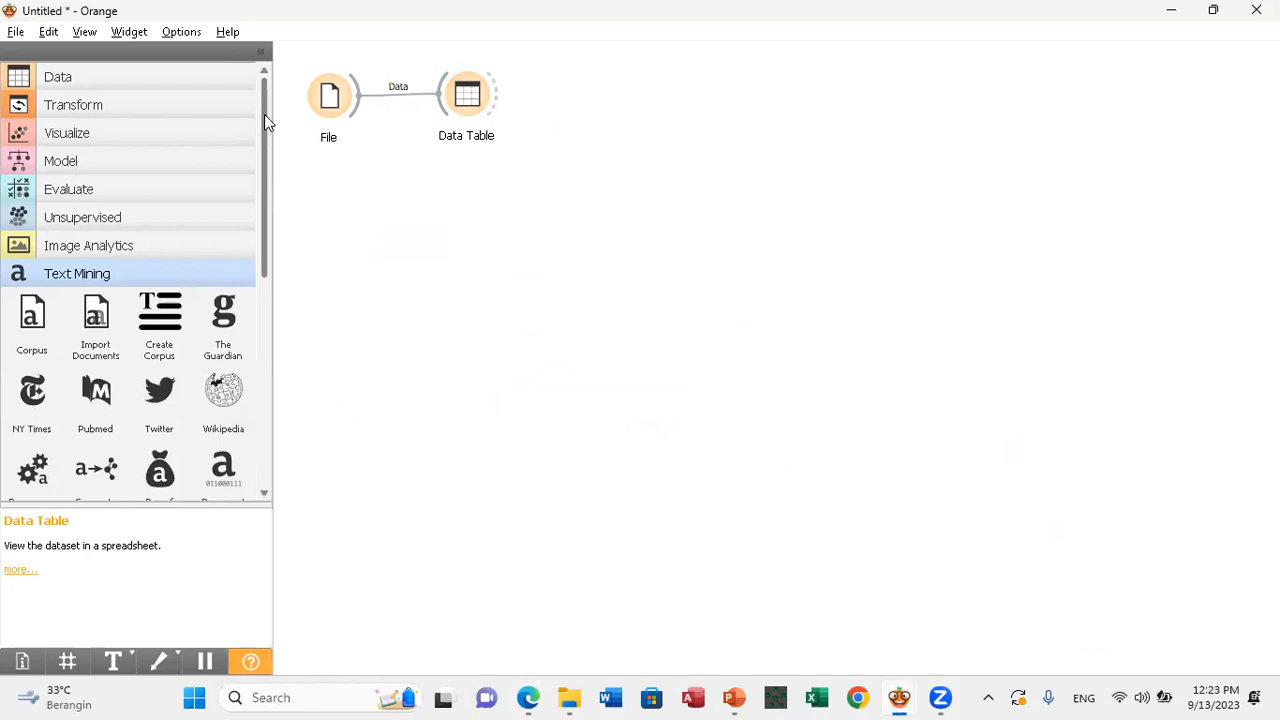 Untitled * - Orange
File Edit View Widget Options Help
Data
Transform
Visualize
Model
Evaluate
Unsupervised
Image Analytics
Text Mining
Corpus
Import Documents
Create Corpus
The Guardian
NY Times
Pubmed
Twitter
Wikipedia
Data
File
Data Table
Data Table
View the dataset in a spreadsheet.
more...
33°C
Berangin
Search
ENG
12:23 PM
9/13/2023